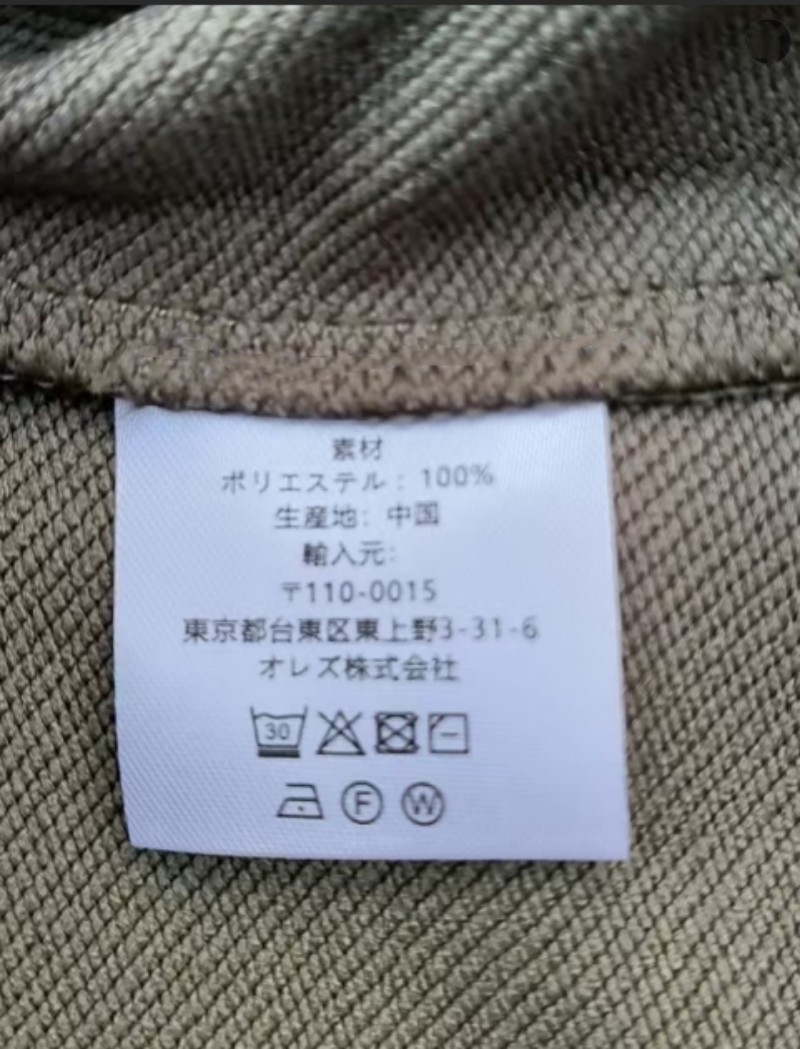 素材
ポリエステル: 100%
生産地: 中国
輸入元:
〒110-0015
東京都台東区東上野3-31-6
オレズ株式会社
30
F W